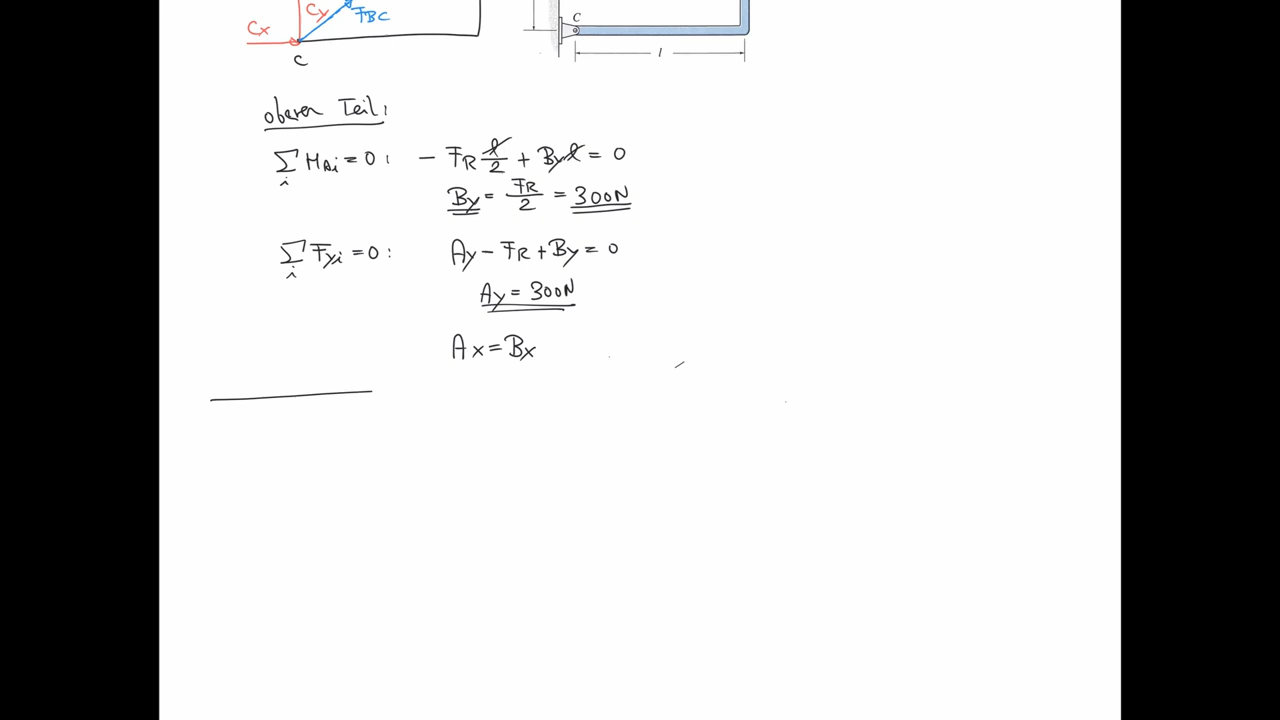 Cx Cy FBC
C
C
l
oberer Teil:
∑i MAi = 0 : − FR l/2 + By l = 0
By = FR/2 = 300N
∑i Fyi = 0 : Ay − FR + By = 0
Ay = 300N
Ax = Bx